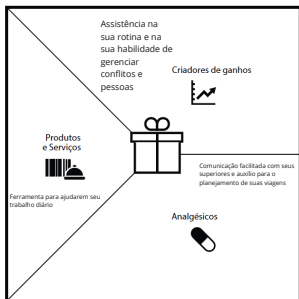 Assistência na
sua rotina e na
sua habilidade de
gerenciar
conflitos e
pessoas
Criadores de ganhos
Produtos
e Serviços
Ferramenta para ajudarem seu
trabalho diário
Comunicação facilitada com seus
superiores e auxílio para o
planejamento de suas viagens
Analgésicos